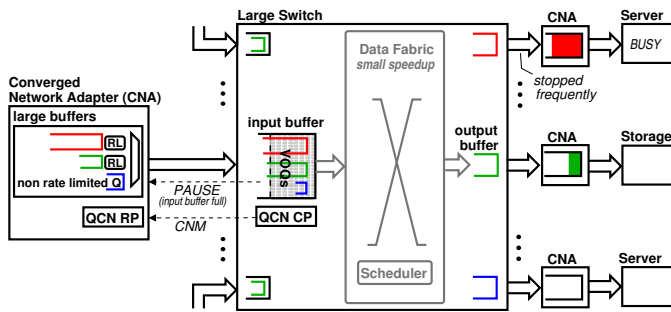 Large Switch
CNA
Server
Data Fabric
small speedup
BUSY
stopped
frequently
Converged
Network Adapter (CNA)
large buffers
RL
RL
non rate limited Q
input buffer
VOQs
output
buffer
CNA
Storage
PAUSE
(input buffer full)
QCN RP
QCN CP
CNM
Scheduler
CNA
Server